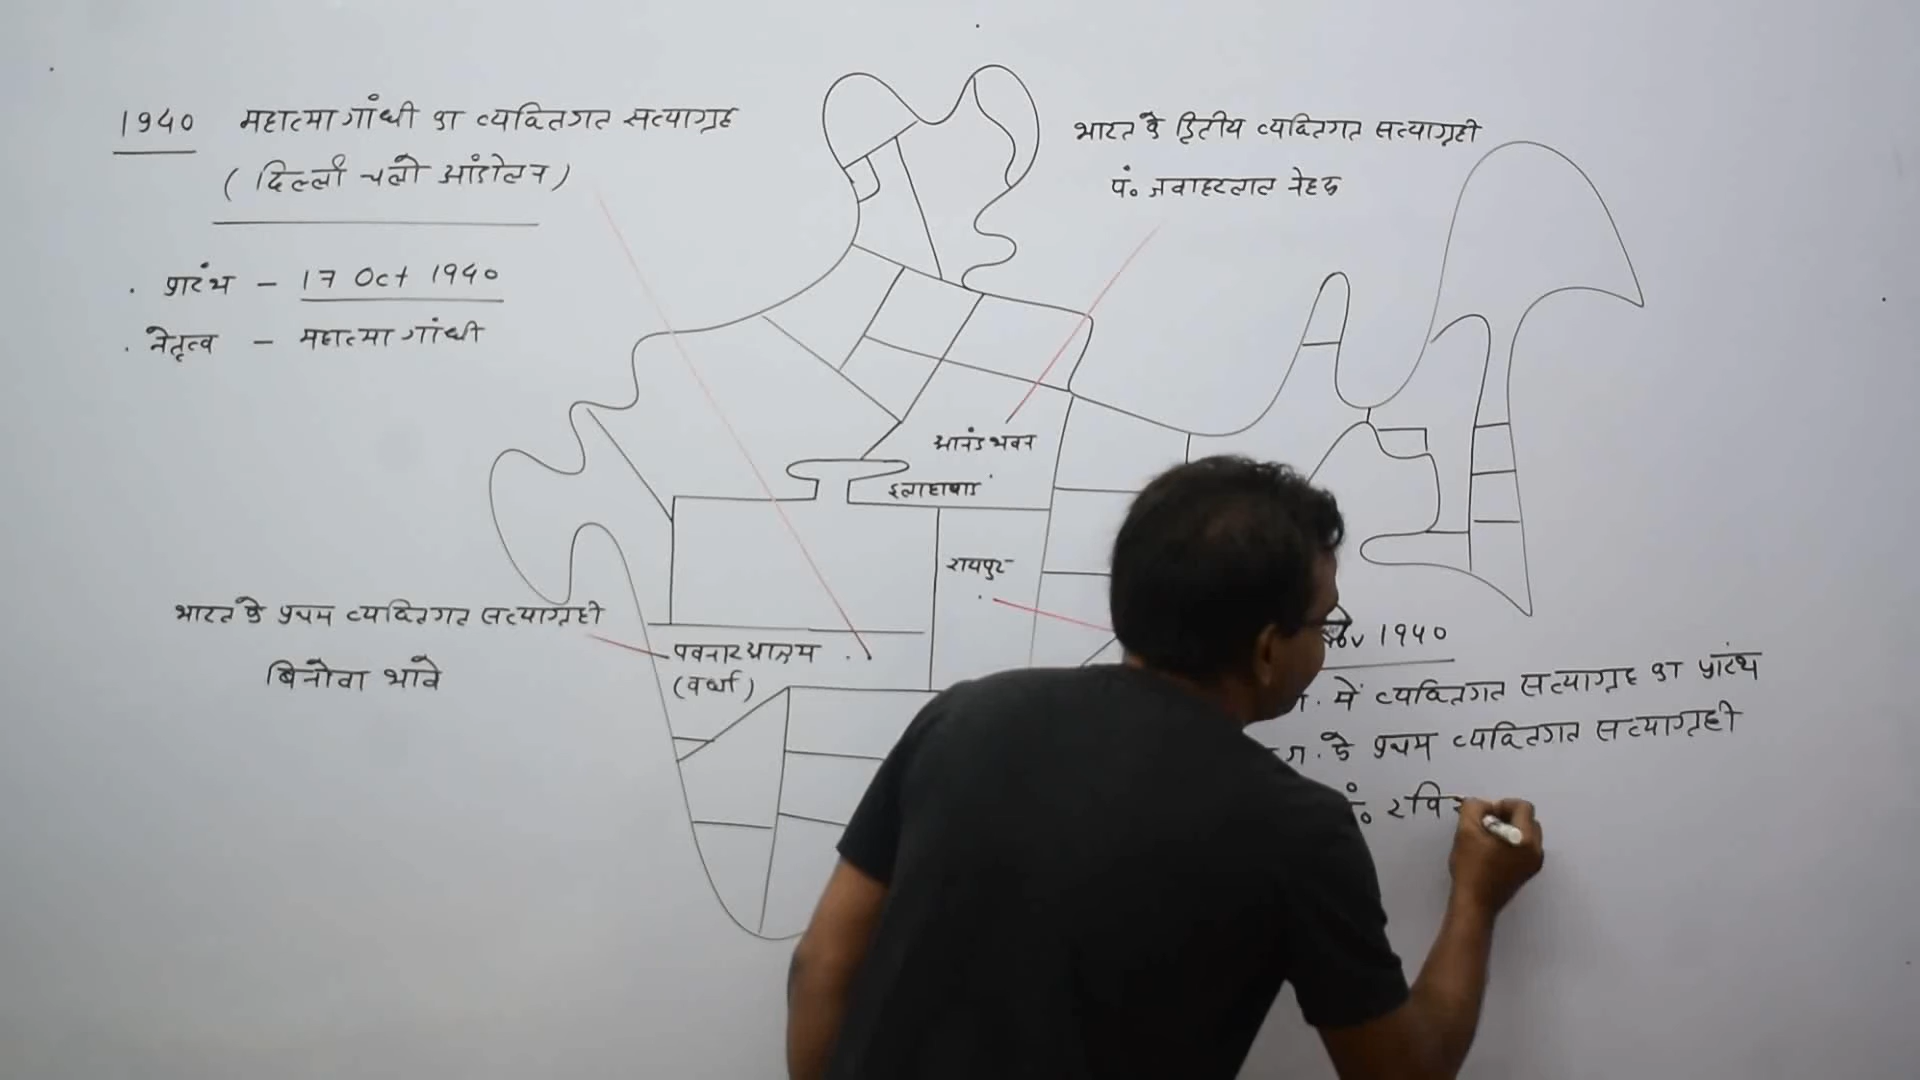 1940 महात्मा गांधी का व्यक्तिगत सत्याग्रह
(दिल्ली चलो आंदोलन)
. प्रारंभ - 17 Oct 1940
. नेतृत्व - महात्मा गांधी
भारत के द्वितीय व्यक्तिगत सत्याग्रही
पं० जवाहरलाल नेहरू
आनंद भवन
इलाहाबाद
रायपुर
भारत के प्रथम व्यक्तिगत सत्याग्रही
बिनोवा भावे
पवनार आश्रम
(वर्धा)
1940
में व्यक्तिगत सत्याग्रह का प्रारंभ
के प्रथम व्यक्तिगत सत्याग्रही